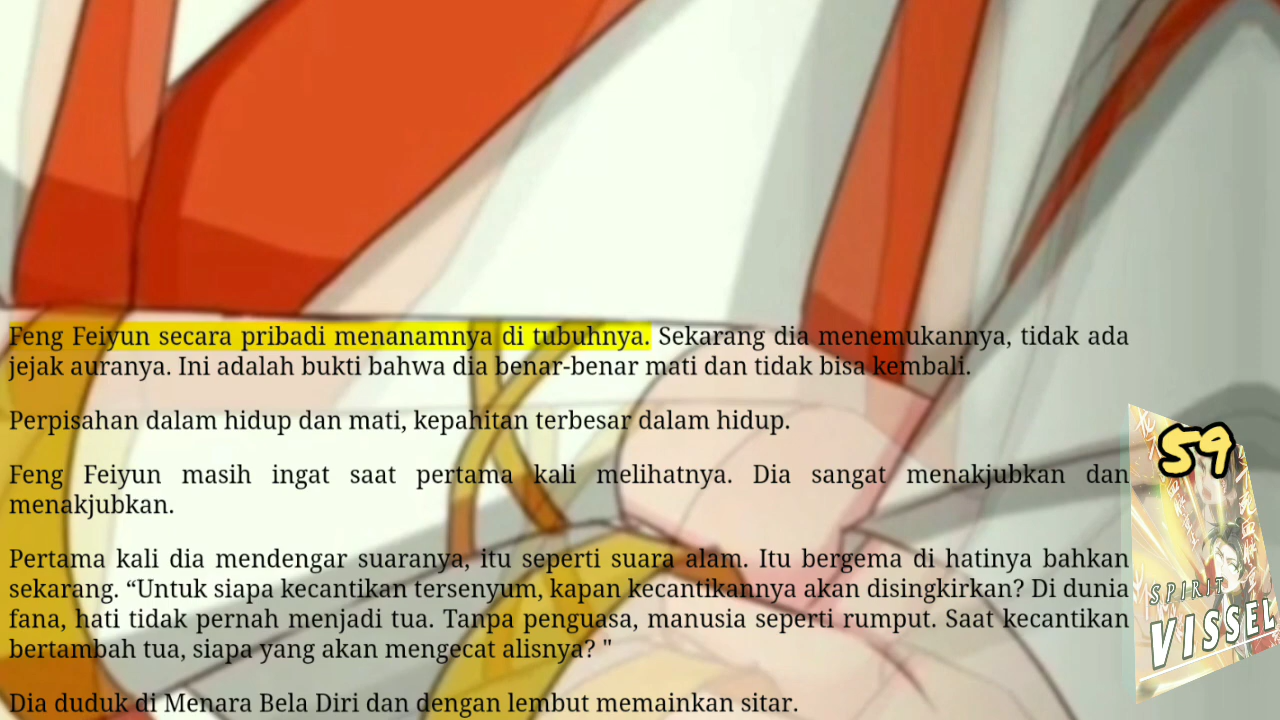 Feng Feiyun secara pribadi menanamnya di tubuhnya. Sekarang dia menemukannya, tidak ada
jejak auranya. Ini adalah bukti bahwa dia benar-benar mati dan tidak bisa kembali.
Perpisahan dalam hidup dan mati, kepahitan terbesar dalam hidup.
Feng Feiyun masih ingat saat pertama kali melihatnya. Dia sangat menakjubkan dan
menakjubkan.
Pertama kali dia mendengar suaranya, itu seperti suara alam. Itu bergema di hatinya bahkan
sekarang. “Untuk siapa kecantikan tersenyum, kapan kecantikannya akan disingkirkan? Di dunia
fana, hati tidak pernah menjadi tua. Tanpa penguasa, manusia seperti rumput. Saat kecantikan
bertambah tua, siapa yang akan mengecat alisnya? "
Dia duduk di Menara Bela Diri dan dengan lembut memainkan sitar.
59
SPIRIT
VISSEL